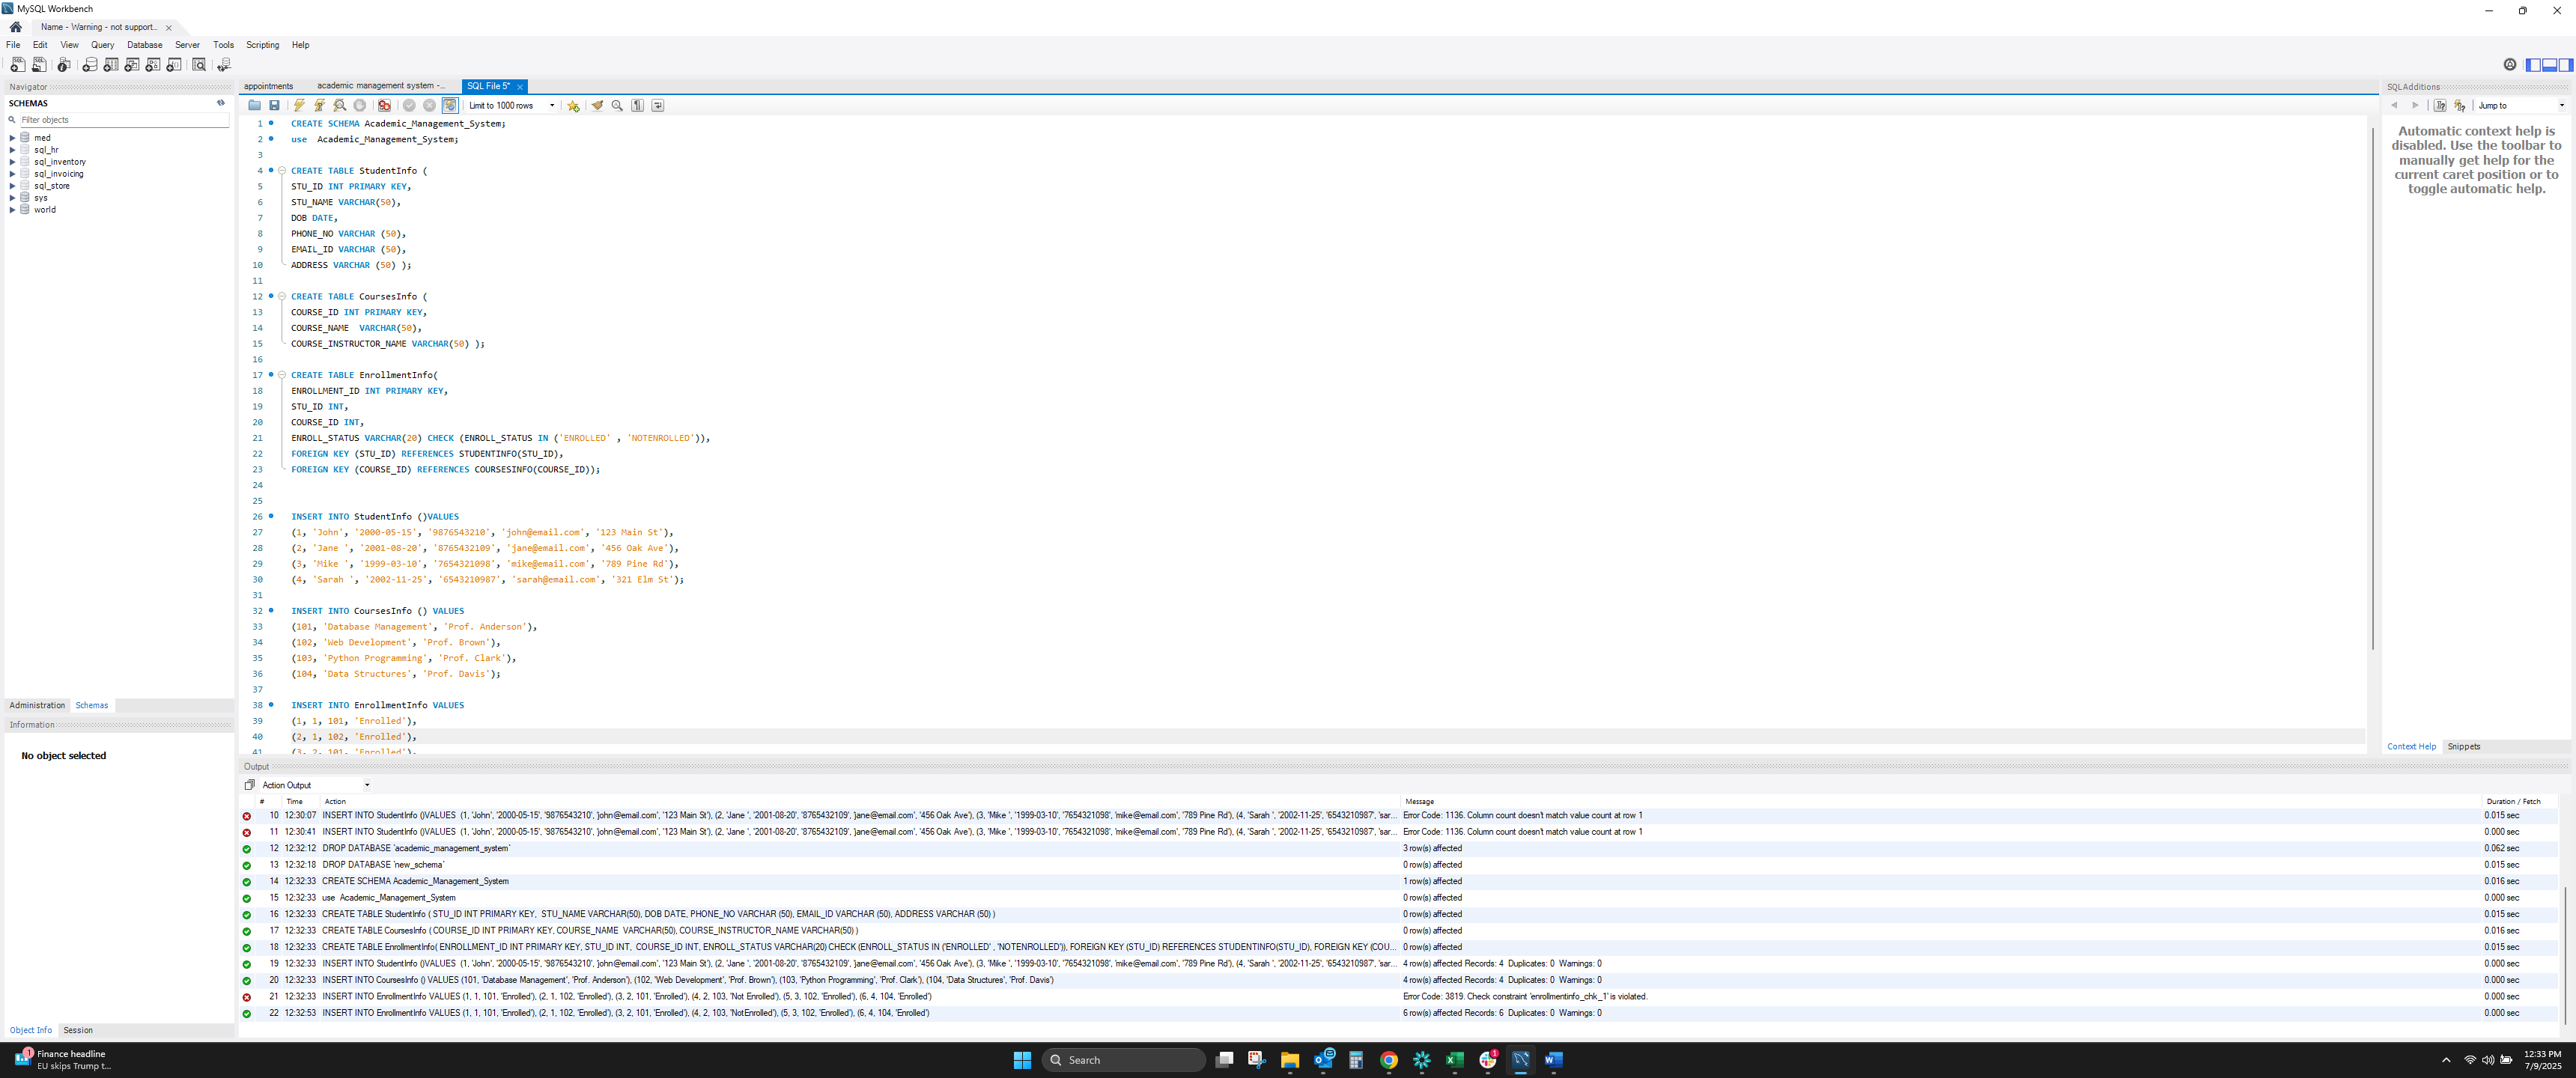 MySQL Workbench
Name - Warning - not support...
File Edit View Query Database Server Tools Scripting Help
Navigator
SCHEMAS
Filter objects
med
sql_hr
sql_inventory
sql_invoicing
sql_store
sys
world
Administration Schemas
Information
No object selected
Object Info Session
appointments academic management system -... SQL File 5*
Limit to 1000 rows
1 CREATE SCHEMA Academic_Management_System;
2 use  Academic_Management_System;
3
4 CREATE TABLE StudentInfo (
5 STU_ID INT PRIMARY KEY,
6 STU_NAME VARCHAR(50),
7 DOB DATE,
8 PHONE_NO VARCHAR (50),
9 EMAIL_ID VARCHAR (50),
10 ADDRESS VARCHAR (50) );
11
12 CREATE TABLE CoursesInfo (
13 COURSE_ID INT PRIMARY KEY,
14 COURSE_NAME  VARCHAR(50),
15 COURSE_INSTRUCTOR_NAME VARCHAR(50) );
16
17 CREATE TABLE EnrollmentInfo(
18 ENROLLMENT_ID INT PRIMARY KEY,
19 STU_ID INT,
20 COURSE_ID INT,
21 ENROLL_STATUS VARCHAR(20) CHECK (ENROLL_STATUS IN ('ENROLLED' , 'NOTENROLLED')),
22 FOREIGN KEY (STU_ID) REFERENCES STUDENTINFO(STU_ID),
23 FOREIGN KEY (COURSE_ID) REFERENCES COURSESINFO(COURSE_ID));
24
25
26 INSERT INTO StudentInfo ()VALUES
27 (1, 'John', '2000-05-15', '9876543210', 'john@email.com', '123 Main St'),
28 (2, 'Jane ', '2001-08-20', '8765432109', 'jane@email.com', '456 Oak Ave'),
29 (3, 'Mike ', '1999-03-10', '7654321098', 'mike@email.com', '789 Pine Rd'),
30 (4, 'Sarah ', '2002-11-25', '6543210987', 'sarah@email.com', '321 Elm St');
31
32 INSERT INTO CoursesInfo () VALUES
33 (101, 'Database Management', 'Prof. Anderson'),
34 (102, 'Web Development', 'Prof. Brown'),
35 (103, 'Python Programming', 'Prof. Clark'),
36 (104, 'Data Structures', 'Prof. Davis');
37
38 INSERT INTO EnrollmentInfo VALUES
39 (1, 1, 101, 'Enrolled'),
40 (2, 1, 102, 'Enrolled'),
41 (3, 2, 101, 'Enrolled'),
SQLAdditions
Jump to
Automatic context help is
disabled. Use the toolbar to
manually get help for the
current caret position or to
toggle automatic help.
Context Help Snippets
Output
Action Output
# Time Action Message Duration / Fetch
10 12:30:07 INSERT INTO StudentInfo ()VALUES (1, 'John', '2000-05-15', '9876543210', 'john@email.com', '123 Main St'), (2, 'Jane ', '2001-08-20', '8765432109', 'jane@email.com', '456 Oak Ave'), (3, 'Mike ', '1999-03-10', '7654321098', 'mike@email.com', '789 Pine Rd'), (4, 'Sarah ', '2002-11-25', '6543210987', 'sar... Error Code: 1136. Column count doesn't match value count at row 1 0.015 sec
11 12:30:41 INSERT INTO StudentInfo ()VALUES (1, 'John', '2000-05-15', '9876543210', 'john@email.com', '123 Main St'), (2, 'Jane ', '2001-08-20', '8765432109', 'jane@email.com', '456 Oak Ave'), (3, 'Mike ', '1999-03-10', '7654321098', 'mike@email.com', '789 Pine Rd'), (4, 'Sarah ', '2002-11-25', '6543210987', 'sar... Error Code: 1136. Column count doesn't match value count at row 1 0.000 sec
12 12:32:12 DROP DATABASE `academic_management_system` 3 row(s) affected 0.062 sec
13 12:32:18 DROP DATABASE `new_schema` 0 row(s) affected 0.015 sec
14 12:32:33 CREATE SCHEMA Academic_Management_System 1 row(s) affected 0.016 sec
15 12:32:33 use  Academic_Management_System 0 row(s) affected 0.000 sec
16 12:32:33 CREATE TABLE StudentInfo ( STU_ID INT PRIMARY KEY,  STU_NAME VARCHAR(50), DOB DATE, PHONE_NO VARCHAR (50), EMAIL_ID VARCHAR (50), ADDRESS VARCHAR (50) ) 0 row(s) affected 0.015 sec
17 12:32:33 CREATE TABLE CoursesInfo ( COURSE_ID INT PRIMARY KEY, COURSE_NAME  VARCHAR(50), COURSE_INSTRUCTOR_NAME VARCHAR(50) ) 0 row(s) affected 0.016 sec
18 12:32:33 CREATE TABLE EnrollmentInfo( ENROLLMENT_ID INT PRIMARY KEY, STU_ID INT,  COURSE_ID INT, ENROLL_STATUS VARCHAR(20) CHECK (ENROLL_STATUS IN ('ENROLLED' , 'NOTENROLLED')), FOREIGN KEY (STU_ID) REFERENCES STUDENTINFO(STU_ID), FOREIGN KEY (COU... 0 row(s) affected 0.015 sec
19 12:32:33 INSERT INTO StudentInfo ()VALUES (1, 'John', '2000-05-15', '9876543210', 'john@email.com', '123 Main St'), (2, 'Jane ', '2001-08-20', '8765432109', 'jane@email.com', '456 Oak Ave'), (3, 'Mike ', '1999-03-10', '7654321098', 'mike@email.com', '789 Pine Rd'), (4, 'Sarah ', '2002-11-25', '6543210987', 'sar... 4 row(s) affected Records: 4  Duplicates: 0  Warnings: 0 0.000 sec
20 12:32:33 INSERT INTO CoursesInfo () VALUES (101, 'Database Management', 'Prof. Anderson'), (102, 'Web Development', 'Prof. Brown'), (103, 'Python Programming', 'Prof. Clark'), (104, 'Data Structures', 'Prof. Davis') 4 row(s) affected Records: 4  Duplicates: 0  Warnings: 0 0.000 sec
21 12:32:33 INSERT INTO EnrollmentInfo VALUES (1, 1, 101, 'Enrolled'), (2, 1, 102, 'Enrolled'), (3, 2, 101, 'Enrolled'), (4, 2, 103, 'Not Enrolled'), (5, 3, 102, 'Enrolled'), (6, 4, 104, 'Enrolled') Error Code: 3819. Check constraint 'enrollmentinfo_chk_1' is violated. 0.000 sec
22 12:32:53 INSERT INTO EnrollmentInfo VALUES (1, 1, 101, 'Enrolled'), (2, 1, 102, 'Enrolled'), (3, 2, 101, 'Enrolled'), (4, 2, 103, 'NotEnrolled'), (5, 3, 102, 'Enrolled'), (6, 4, 104, 'Enrolled') 6 row(s) affected Records: 6  Duplicates: 0  Warnings: 0 0.000 sec
1 Finance headline
EU skips Trump t...
Search
1
12:33 PM
7/9/2025